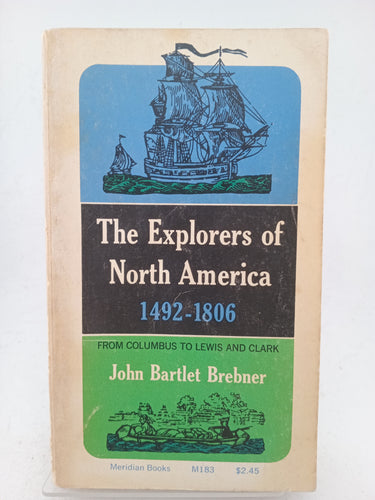 The Explorers of
North America
1492-1806
FROM COLUMBUS TO LEWIS AND CLARK
John Bartlet Brebner
Meridian Books M183 $2.45